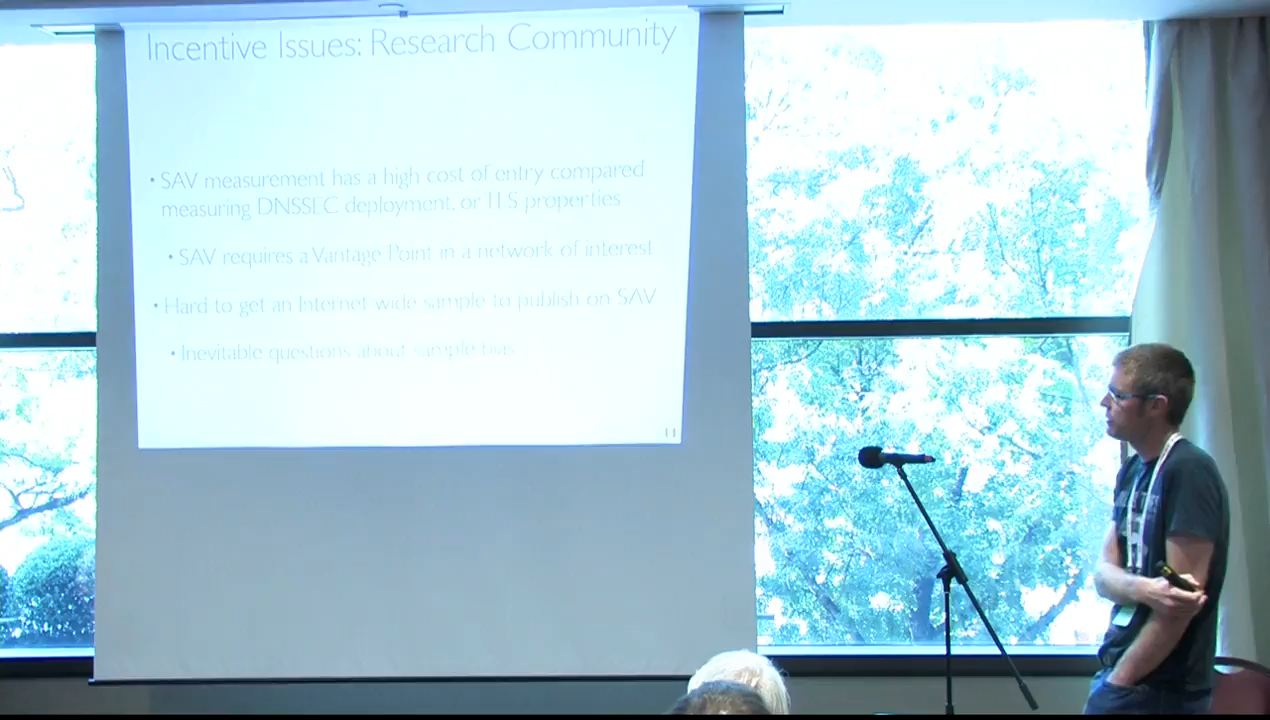 Incentive Issues: Research Community
• SAV measurement has a high cost of entry compared
measuring DNSSEC deployment, or TLS properties
• SAV requires a Vantage Point in a network of interest
• Hard to get an Internet wide sample to publish on SAV
• Inevitable questions about sample bias
11